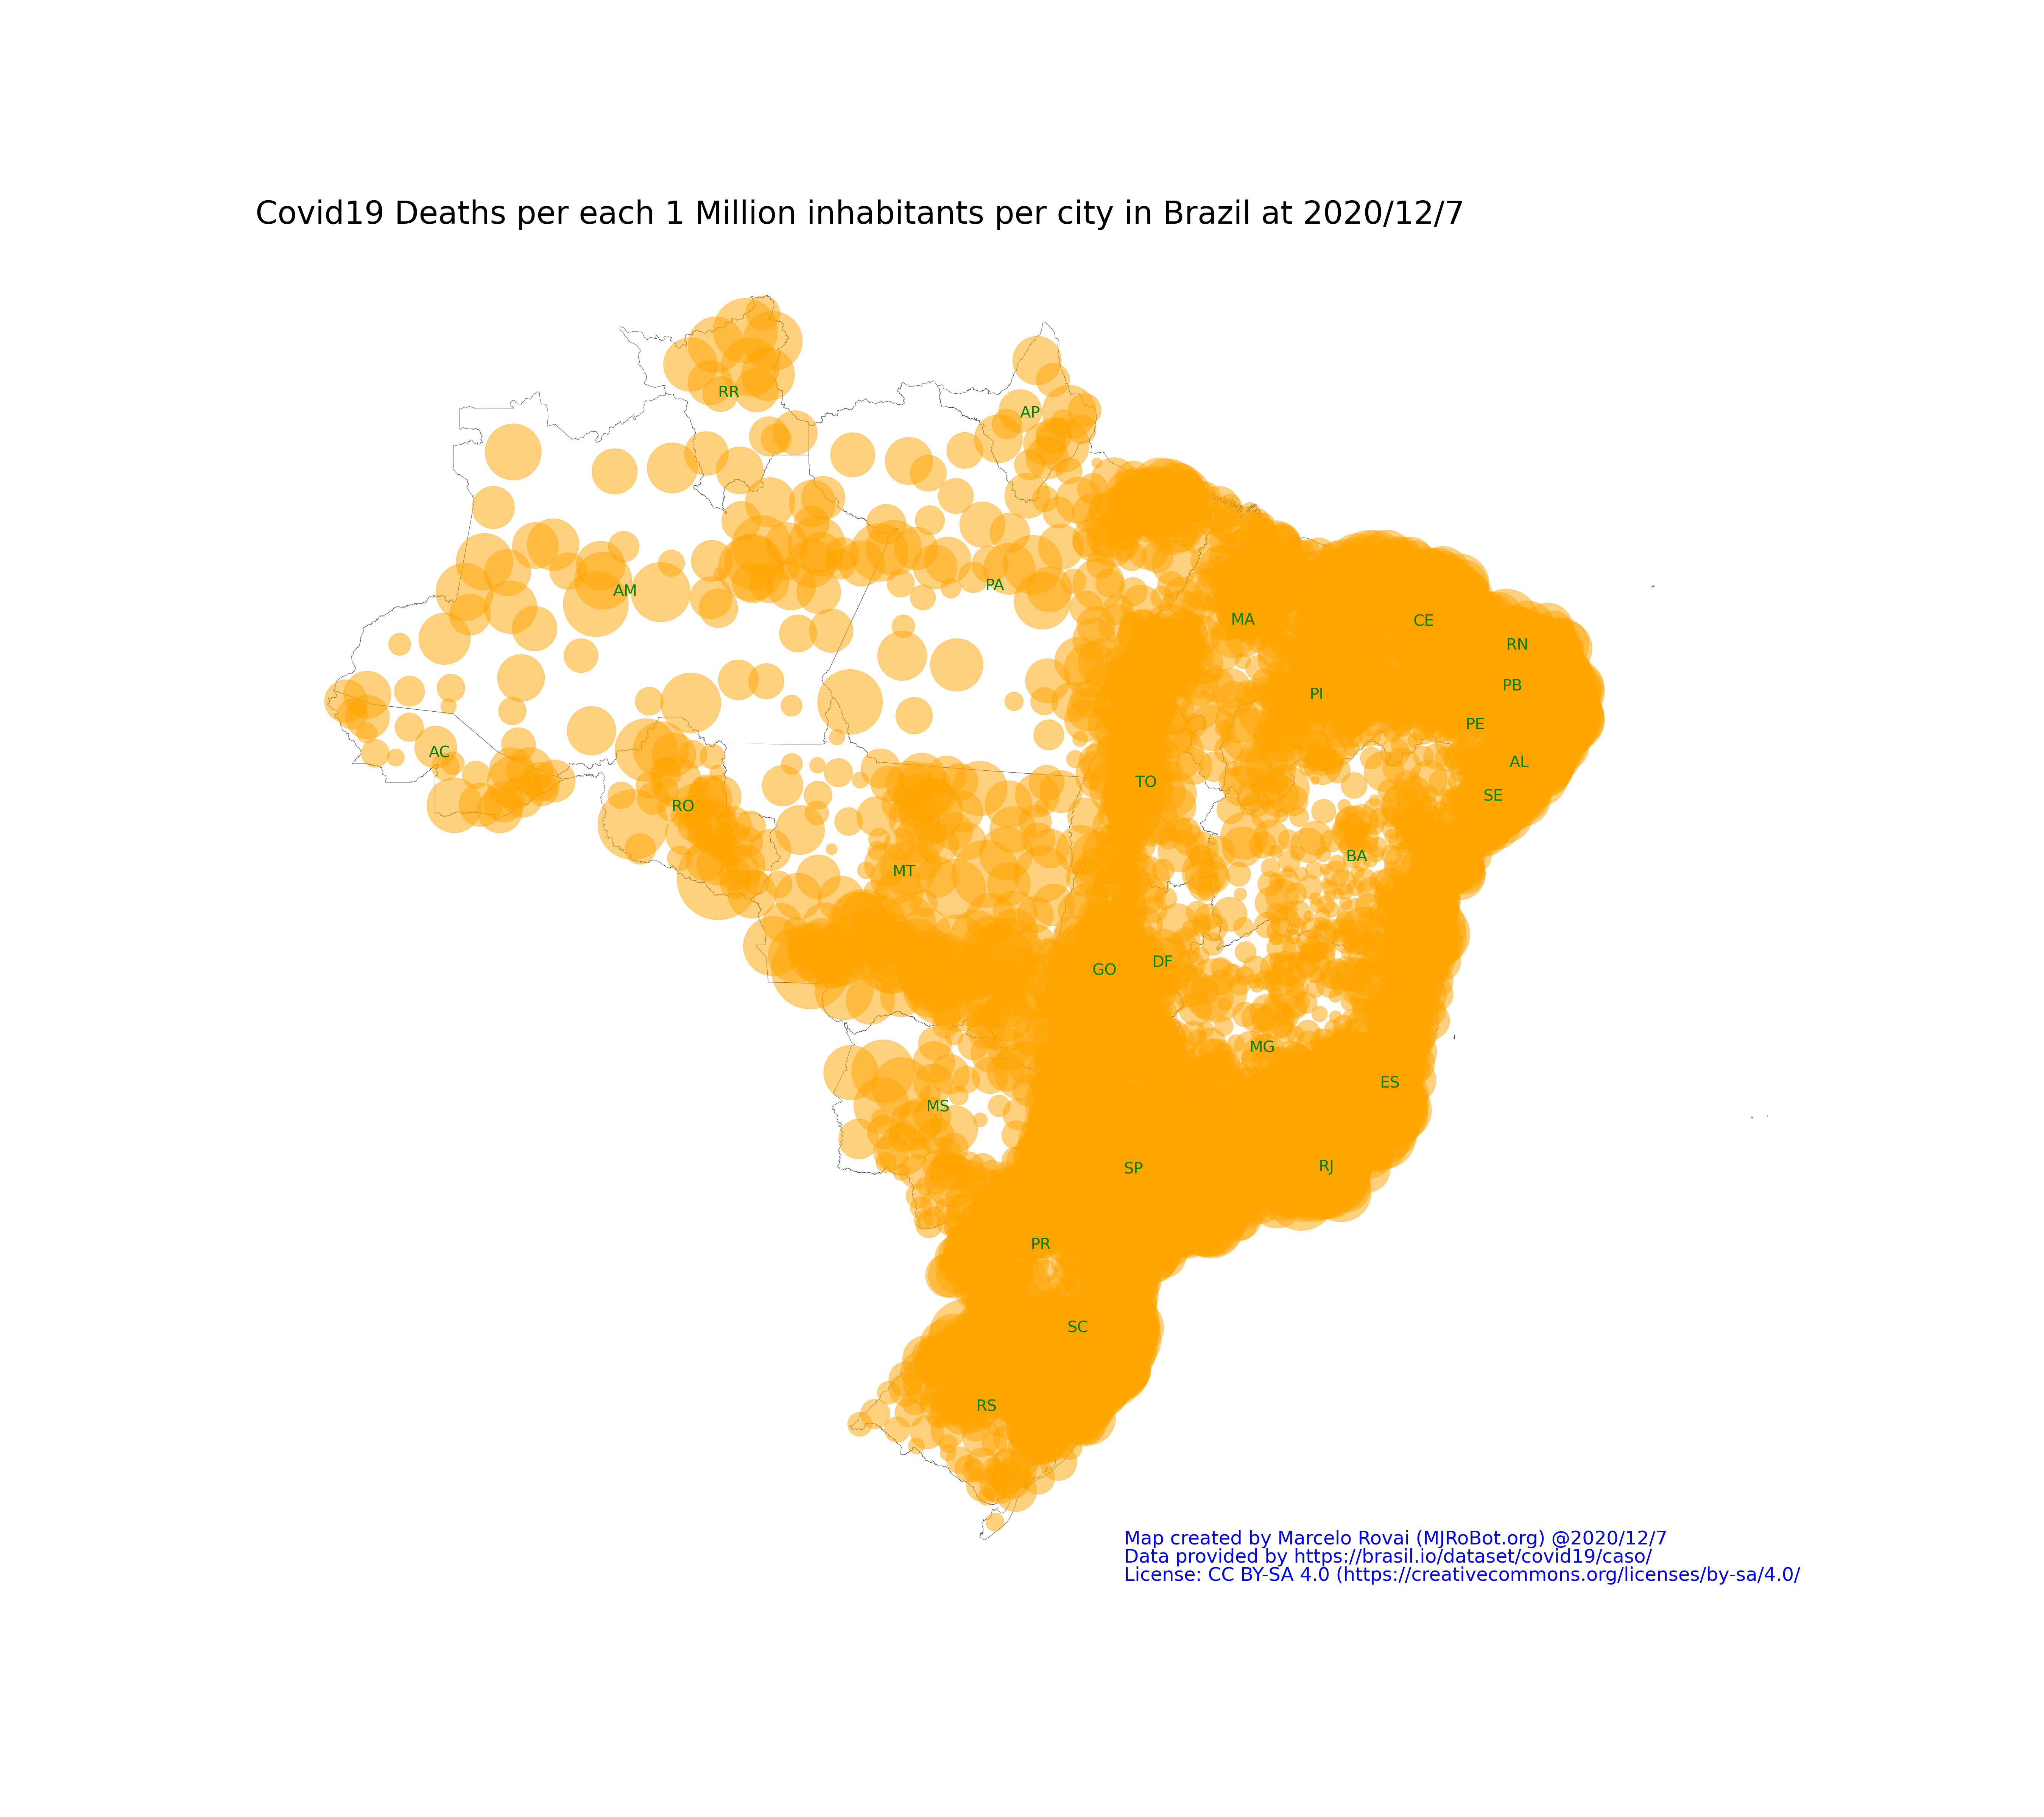 Covid19 Deaths per each 1 Million inhabitants per city in Brazil at 2020/12/7
RR
AP
AM
PA
MA
CE
RN
PB
PI
PE
AC
AL
TO
SE
RO
BA
MT
DF
GO
MG
ES
MS
RJ
SP
PR
SC
RS
Map created by Marcelo Rovai (MJRoBot.org) @2020/12/7
Data provided by https://brasil.io/dataset/covid19/caso/
License: CC BY-SA 4.0 (https://creativecommons.org/licenses/by-sa/4.0/